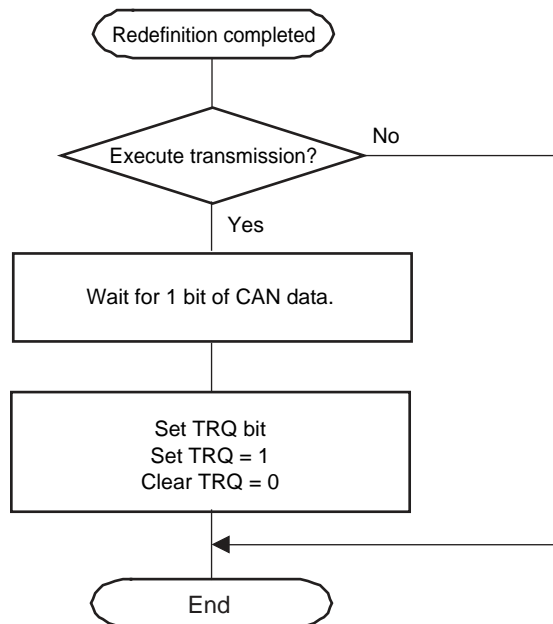 Redefinition completed
Execute transmission?
No
Yes
Wait for 1 bit of CAN data.
Set TRQ bit
Set TRQ = 1
Clear TRQ = 0
End